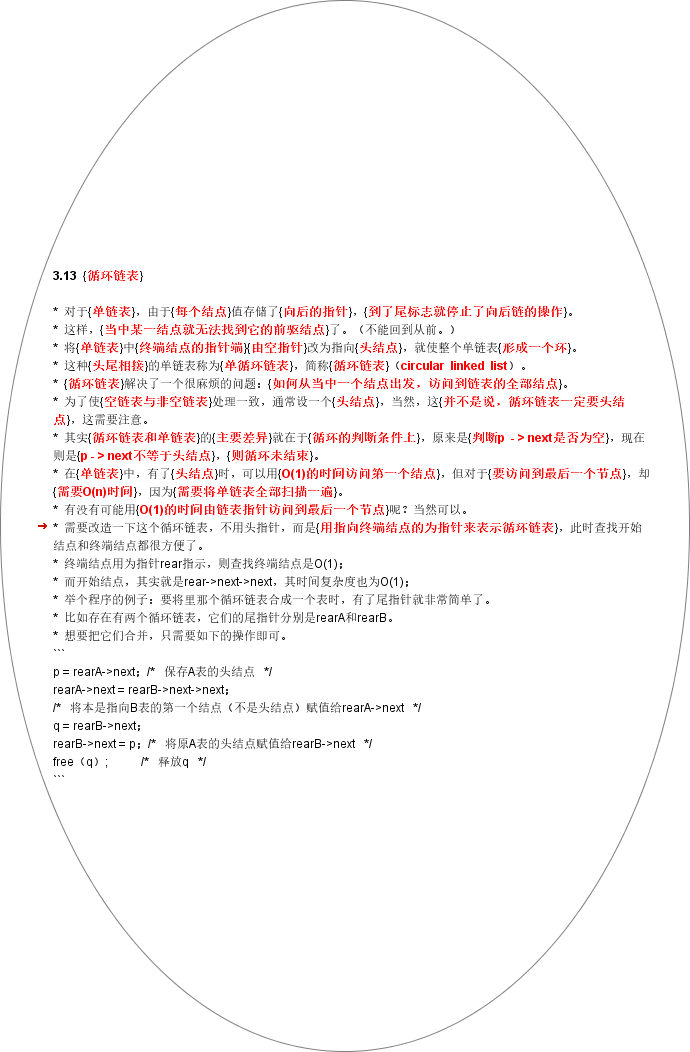 3.13 {循环链表}
* 对于{单链表}，由于{每个结点}值存储了{向后的指针}，{到了尾标志就停止了向后链的操作}。
* 这样，{当中某一结点就无法找到它的前驱结点}了。（不能回到从前。）
* 将{单链表}中{终端结点的指针端}{由空指针}改为指向{头结点}，就使整个单链表{形成一个环}。
* 这种{头尾相接}的单链表称为{单循环链表}，简称{循环链表}（circular linked list）。
* {循环链表}解决了一个很麻烦的问题：{如何从当中一个结点出发，访问到链表的全部结点}。
* 为了使{空链表与非空链表}处理一致，通常设一个{头结点}，当然，这{并不是说，循环链表一定要头结
点}，这需要注意。
* 其实{循环链表和单链表}的{主要差异}就在于{循环的判断条件上}，原来是{判断p -> next是否为空}，现在
则是{p - > next不等于头结点}，{则循环未结束}。
* 在{单链表}中，有了{头结点}时，可以用{O(1)的时间访问第一个结点}，但对于{要访问到最后一个节点}，却
{需要O(n)时间}，因为{需要将单链表全部扫描一遍}。
* 有没有可能用{O(1)的时间由链表指针访问到最后一个节点}呢？当然可以。
➔ * 需要改造一下这个循环链表，不用头指针，而是{用指向终端结点的为指针来表示循环链表}，此时查找开始
结点和终端结点都很方便了。
* 终端结点用为指针rear指示，则查找终端结点是O(1)；
* 而开始结点，其实就是rear->next->next，其时间复杂度也为O(1)；
* 举个程序的例子：要将里那个循环链表合成一个表时，有了尾指针就非常简单了。
* 比如存在有两个循环链表，它们的尾指针分别是rearA和rearB。
* 想要把它们合并，只需要如下的操作即可。
```
p = rearA->next；/* 保存A表的头结点 */
rearA->next = rearB->next->next；
/* 将本是指向B表的第一个结点（不是头结点）赋值给rearA->next */
q = rearB->next；
rearB->next = p；/* 将原A表的头结点赋值给rearB->next */
free（q）; /* 释放q */
```